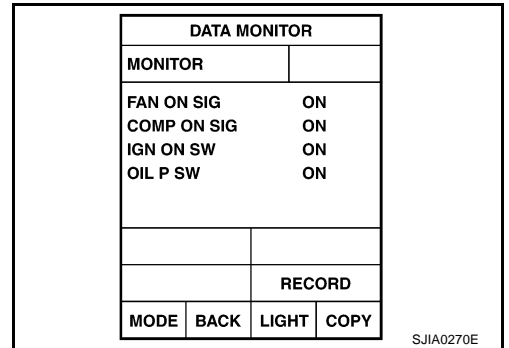 DATA MONITOR
MONITOR
FAN ON SIG ON
COMP ON SIG ON
IGN ON SW ON
OIL P SW ON
RECORD
MODE BACK LIGHT COPY
SJIA0270E